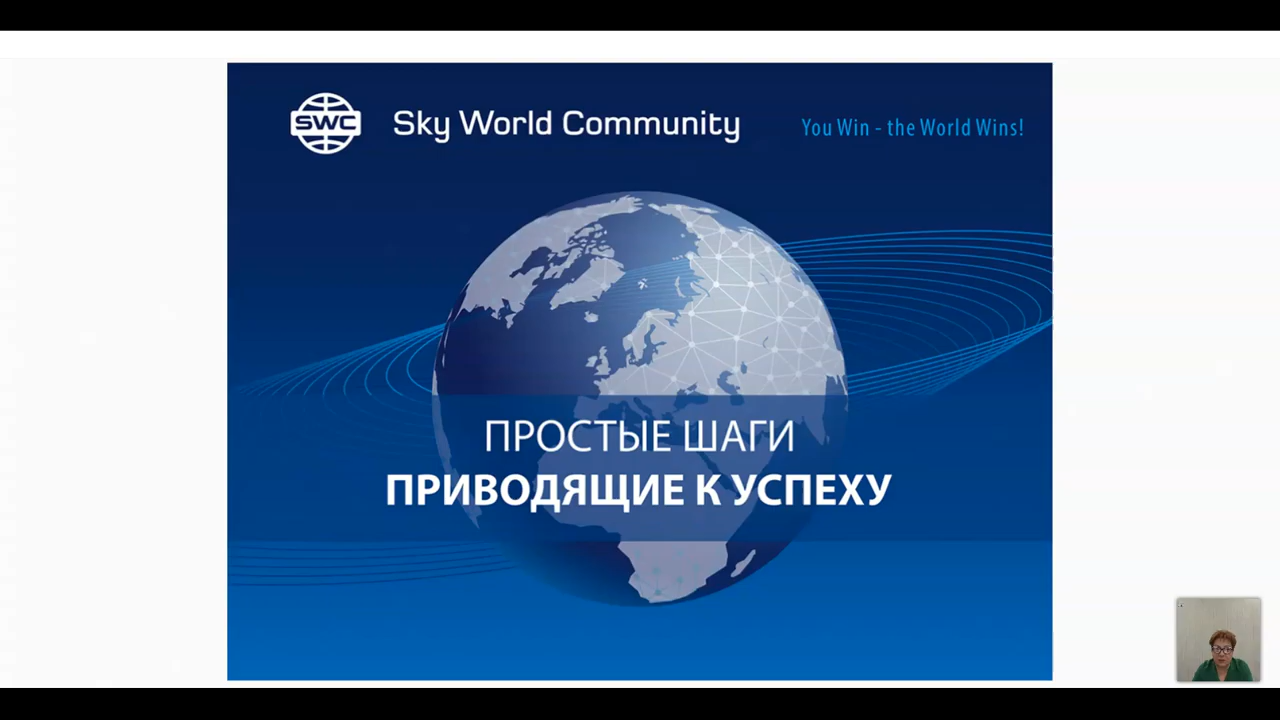 SWC
Sky World Community
You Win - the World Wins!
ПРОСТЫЕ ШАГИ
ПРИВОДЯЩИЕ К УСПЕХУ